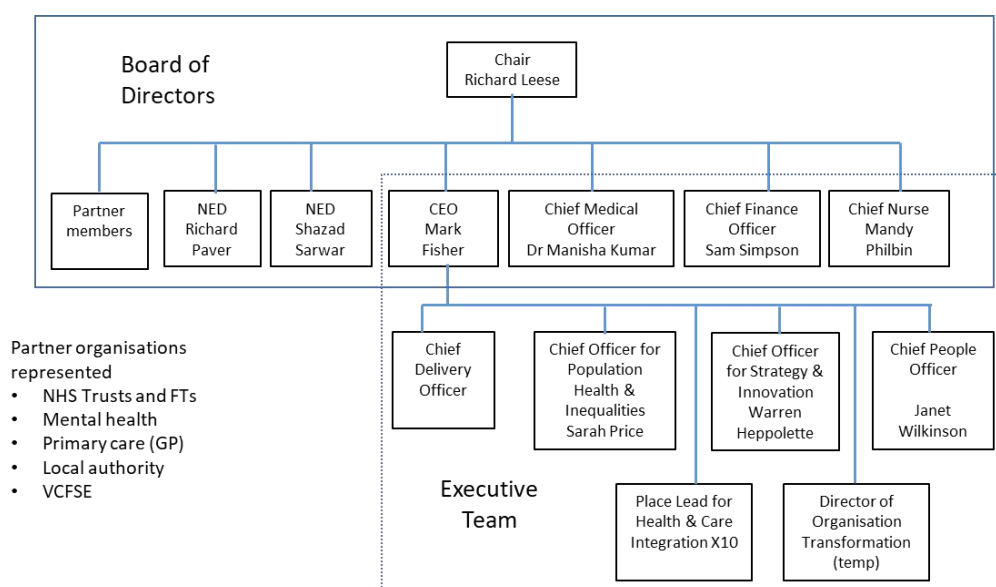 Board of
Directors
Chair
Richard Leese
Partner
members
NED
Richard
Paver
NED
Shazad
Sarwar
CEO
Mark
Fisher
Chief Medical
Officer
Dr Manisha Kumar
Chief Finance
Officer
Sam Simpson
Chief Nurse
Mandy
Philbin
Partner organisations
represented
• NHS Trusts and FTs
• Mental health
• Primary care (GP)
• Local authority
• VCFSE
Chief
Delivery
Officer
Chief Officer for
Population
Health &
Inequalities
Sarah Price
Chief Officer
for Strategy &
Innovation
Warren
Heppolette
Chief People
Officer
Janet
Wilkinson
Executive
Team
Place Lead for
Health & Care
Integration X10
Director of
Organisation
Transformation
(temp)